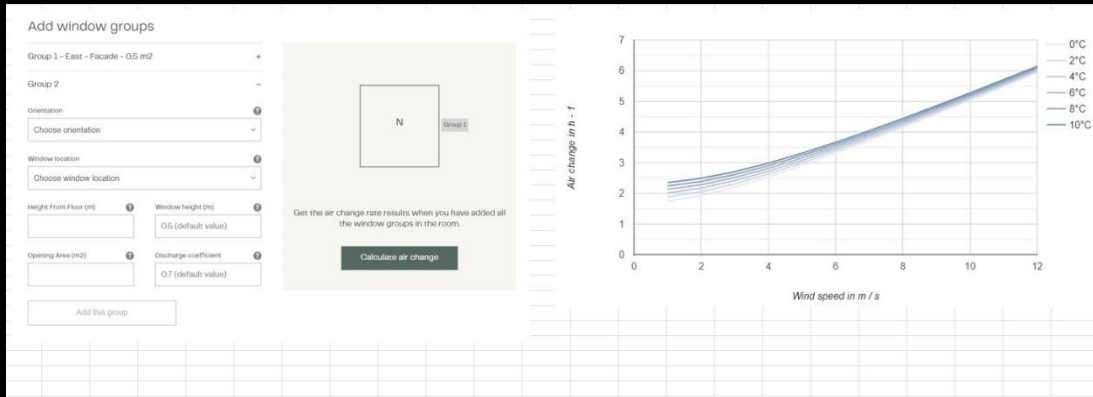 Add window groups
Group 1 - East - Facade - 0,5 m2 +
Group 2 -
Orientation ?
Choose orientation
Window location ?
Choose window location
Height From Floor (m) ? Window height (m) ?
0.5 (default value)
Opening Area (m2) ? Discharge coefficient ?
0.7 (default value)
Add this group
N
Group 1
Get the air change rate results when you have added all
the window groups in the room.
Calculate air change
Air change in h - 1
7
6
5
4
3
2
1
0
0 2 4 6 8 10 12
Wind speed in m / s
0°C
2°C
4°C
6°C
8°C
10°C